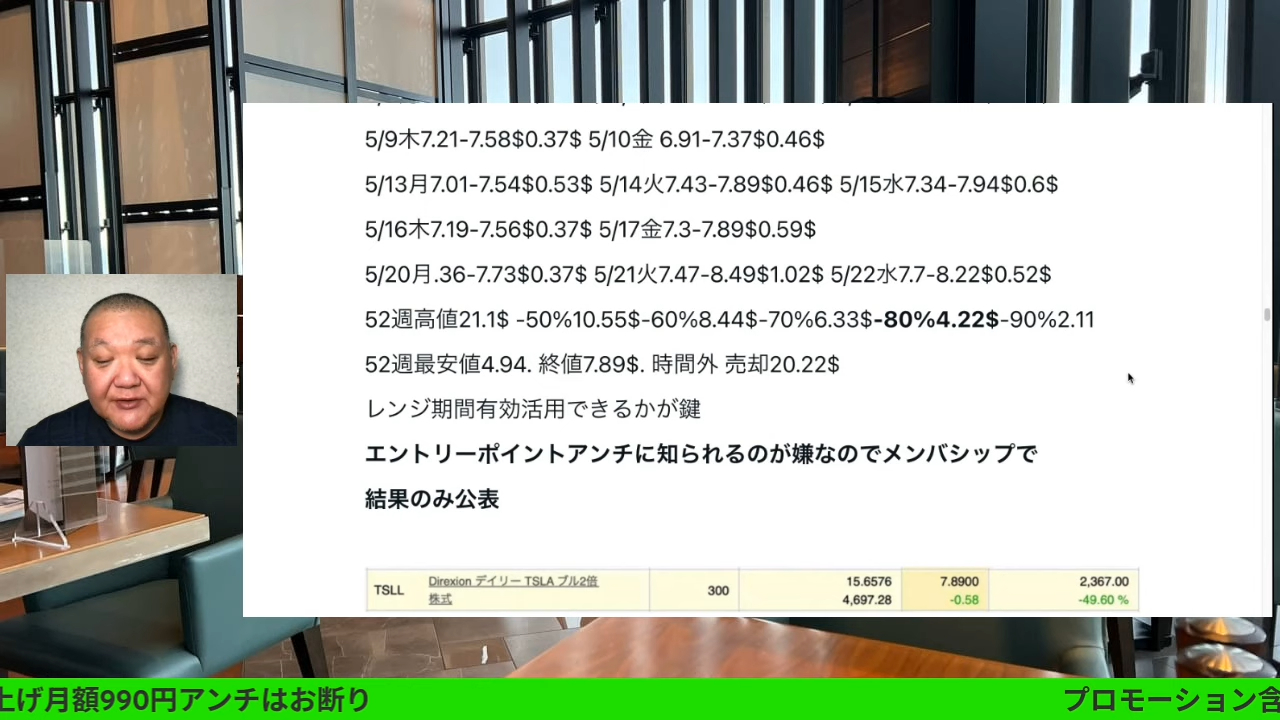 5/9木7.21-7.58$0.37$ 5/10金 6.91-7.37$0.46$
5/13月7.01-7.54$0.53$ 5/14火7.43-7.89$0.46$ 5/15水7.34-7.94$0.6$
5/16木7.19-7.56$0.37$ 5/17金7.3-7.89$0.59$
5/20月.36-7.73$0.37$ 5/21火7.47-8.49$1.02$ 5/22水7.7-8.22$0.52$
52週高値21.1$ -50%10.55$-60%8.44$-70%6.33$-80%4.22$-90%2.11
52週最安値4.94. 終値7.89$. 時間外 売却20.22$
レンジ期間有効活用できるかが鍵
エントリーポイントアンチに知られるのが嫌なのでメンバシップで
結果のみ公表
TSLL Direxion デイリー TSLA ブル2倍 株式 300 15.6576 7.8900 2,367.00
4,697.28 -0.58 -49.60 %
上げ月額990円アンチはお断り プロモーション含